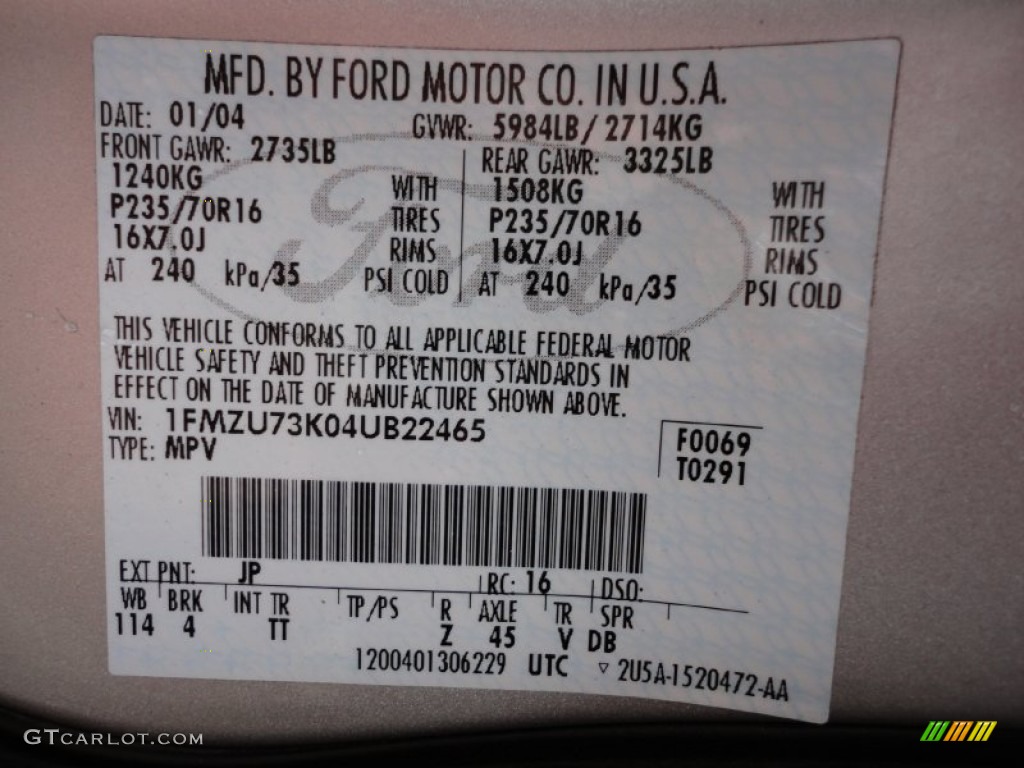 MFD. BY FORD MOTOR CO. IN U.S.A.
DATE: 01/04 GVWR: 5984LB/ 2714KG
FRONT GAWR: 2735LB REAR GAWR: 3325LB
1240KG WITH 1508KG WITH
P235/70R16 TIRES P235/70R16 TIRES
16X7.0J RIMS 16X7.0J RIMS
AT 240 kPa/35 PSI COLD AT 240 kPa/35 PSI COLD
Ford
THIS VEHICLE CONFORMS TO ALL APPLICABLE FEDERAL MOTOR
VEHICLE SAFETY AND THEFT PREVENTION STANDARDS IN
EFFECT ON THE DATE OF MANUFACTURE SHOWN ABOVE.
VIN: 1FMZU73K04UB22465 F0069
TYPE: MPV T0291
EXT PNT: JP RC: 16 DSO:
WB BRK INT TR TP/PS R AXLE TR SPR
114 4 TT Z 45 V DB
1200401306229 UTC ▽ 2U5A-1520472-AA
GTCARLOT.COM